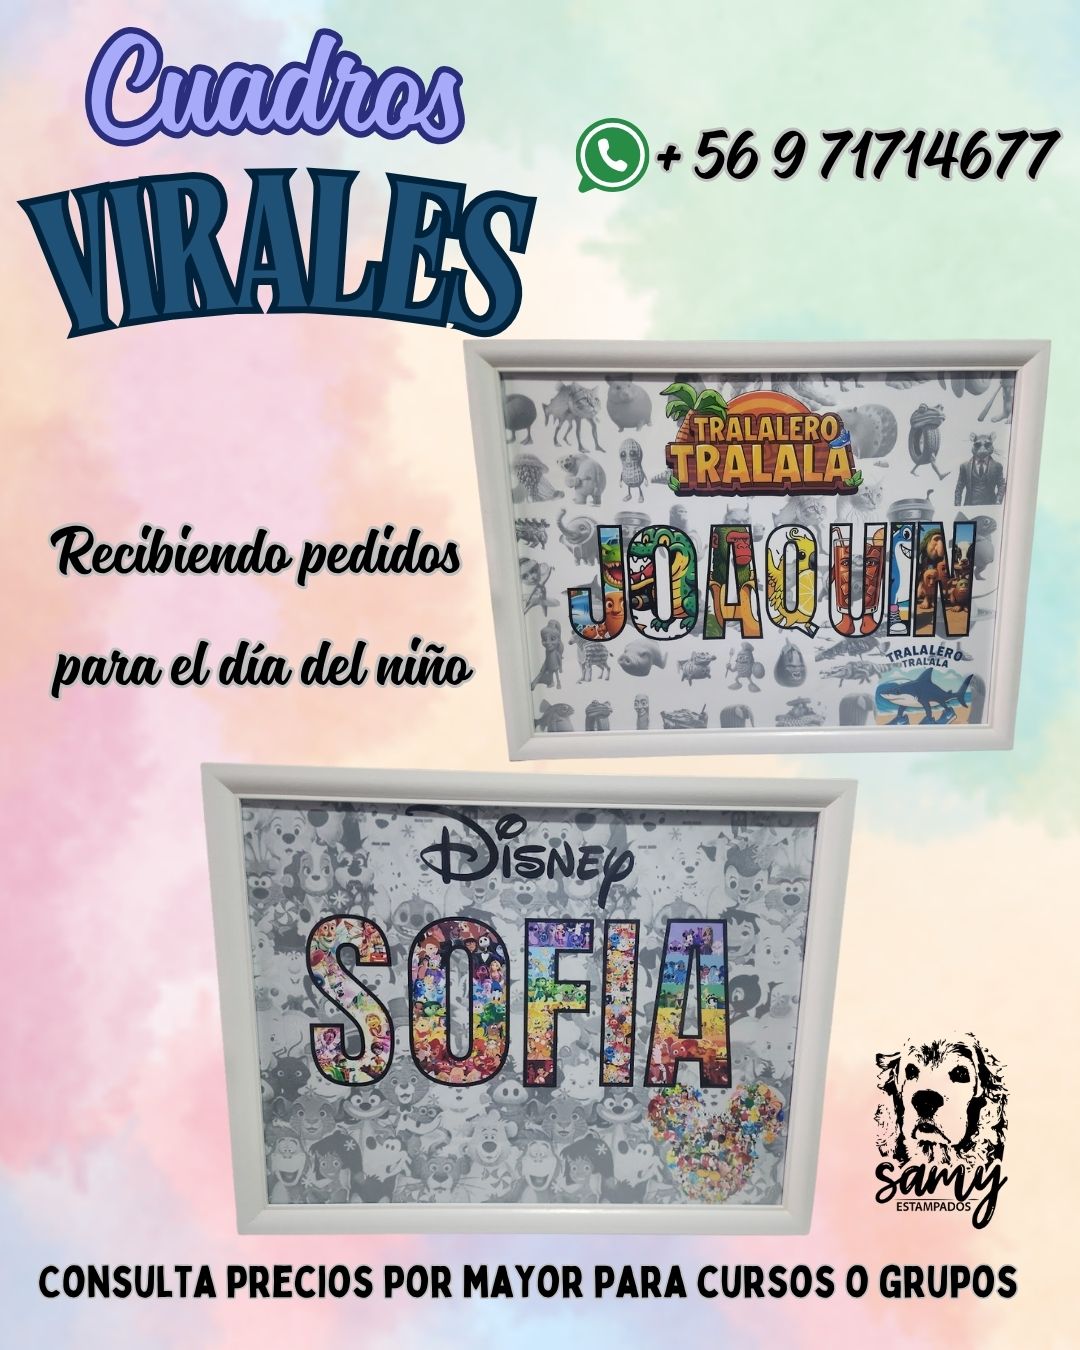 Cuadros
VIRALES
+ 56 9 71714677
TRALALERO
TRALALA
JOAQUIN
TRALALERO
TRALALA
Recibiendo pedidos
para el día del niño
Disney
SOFIA
samy
ESTAMPADOS
CONSULTA PRECIOS POR MAYOR PARA CURSOS O GRUPOS